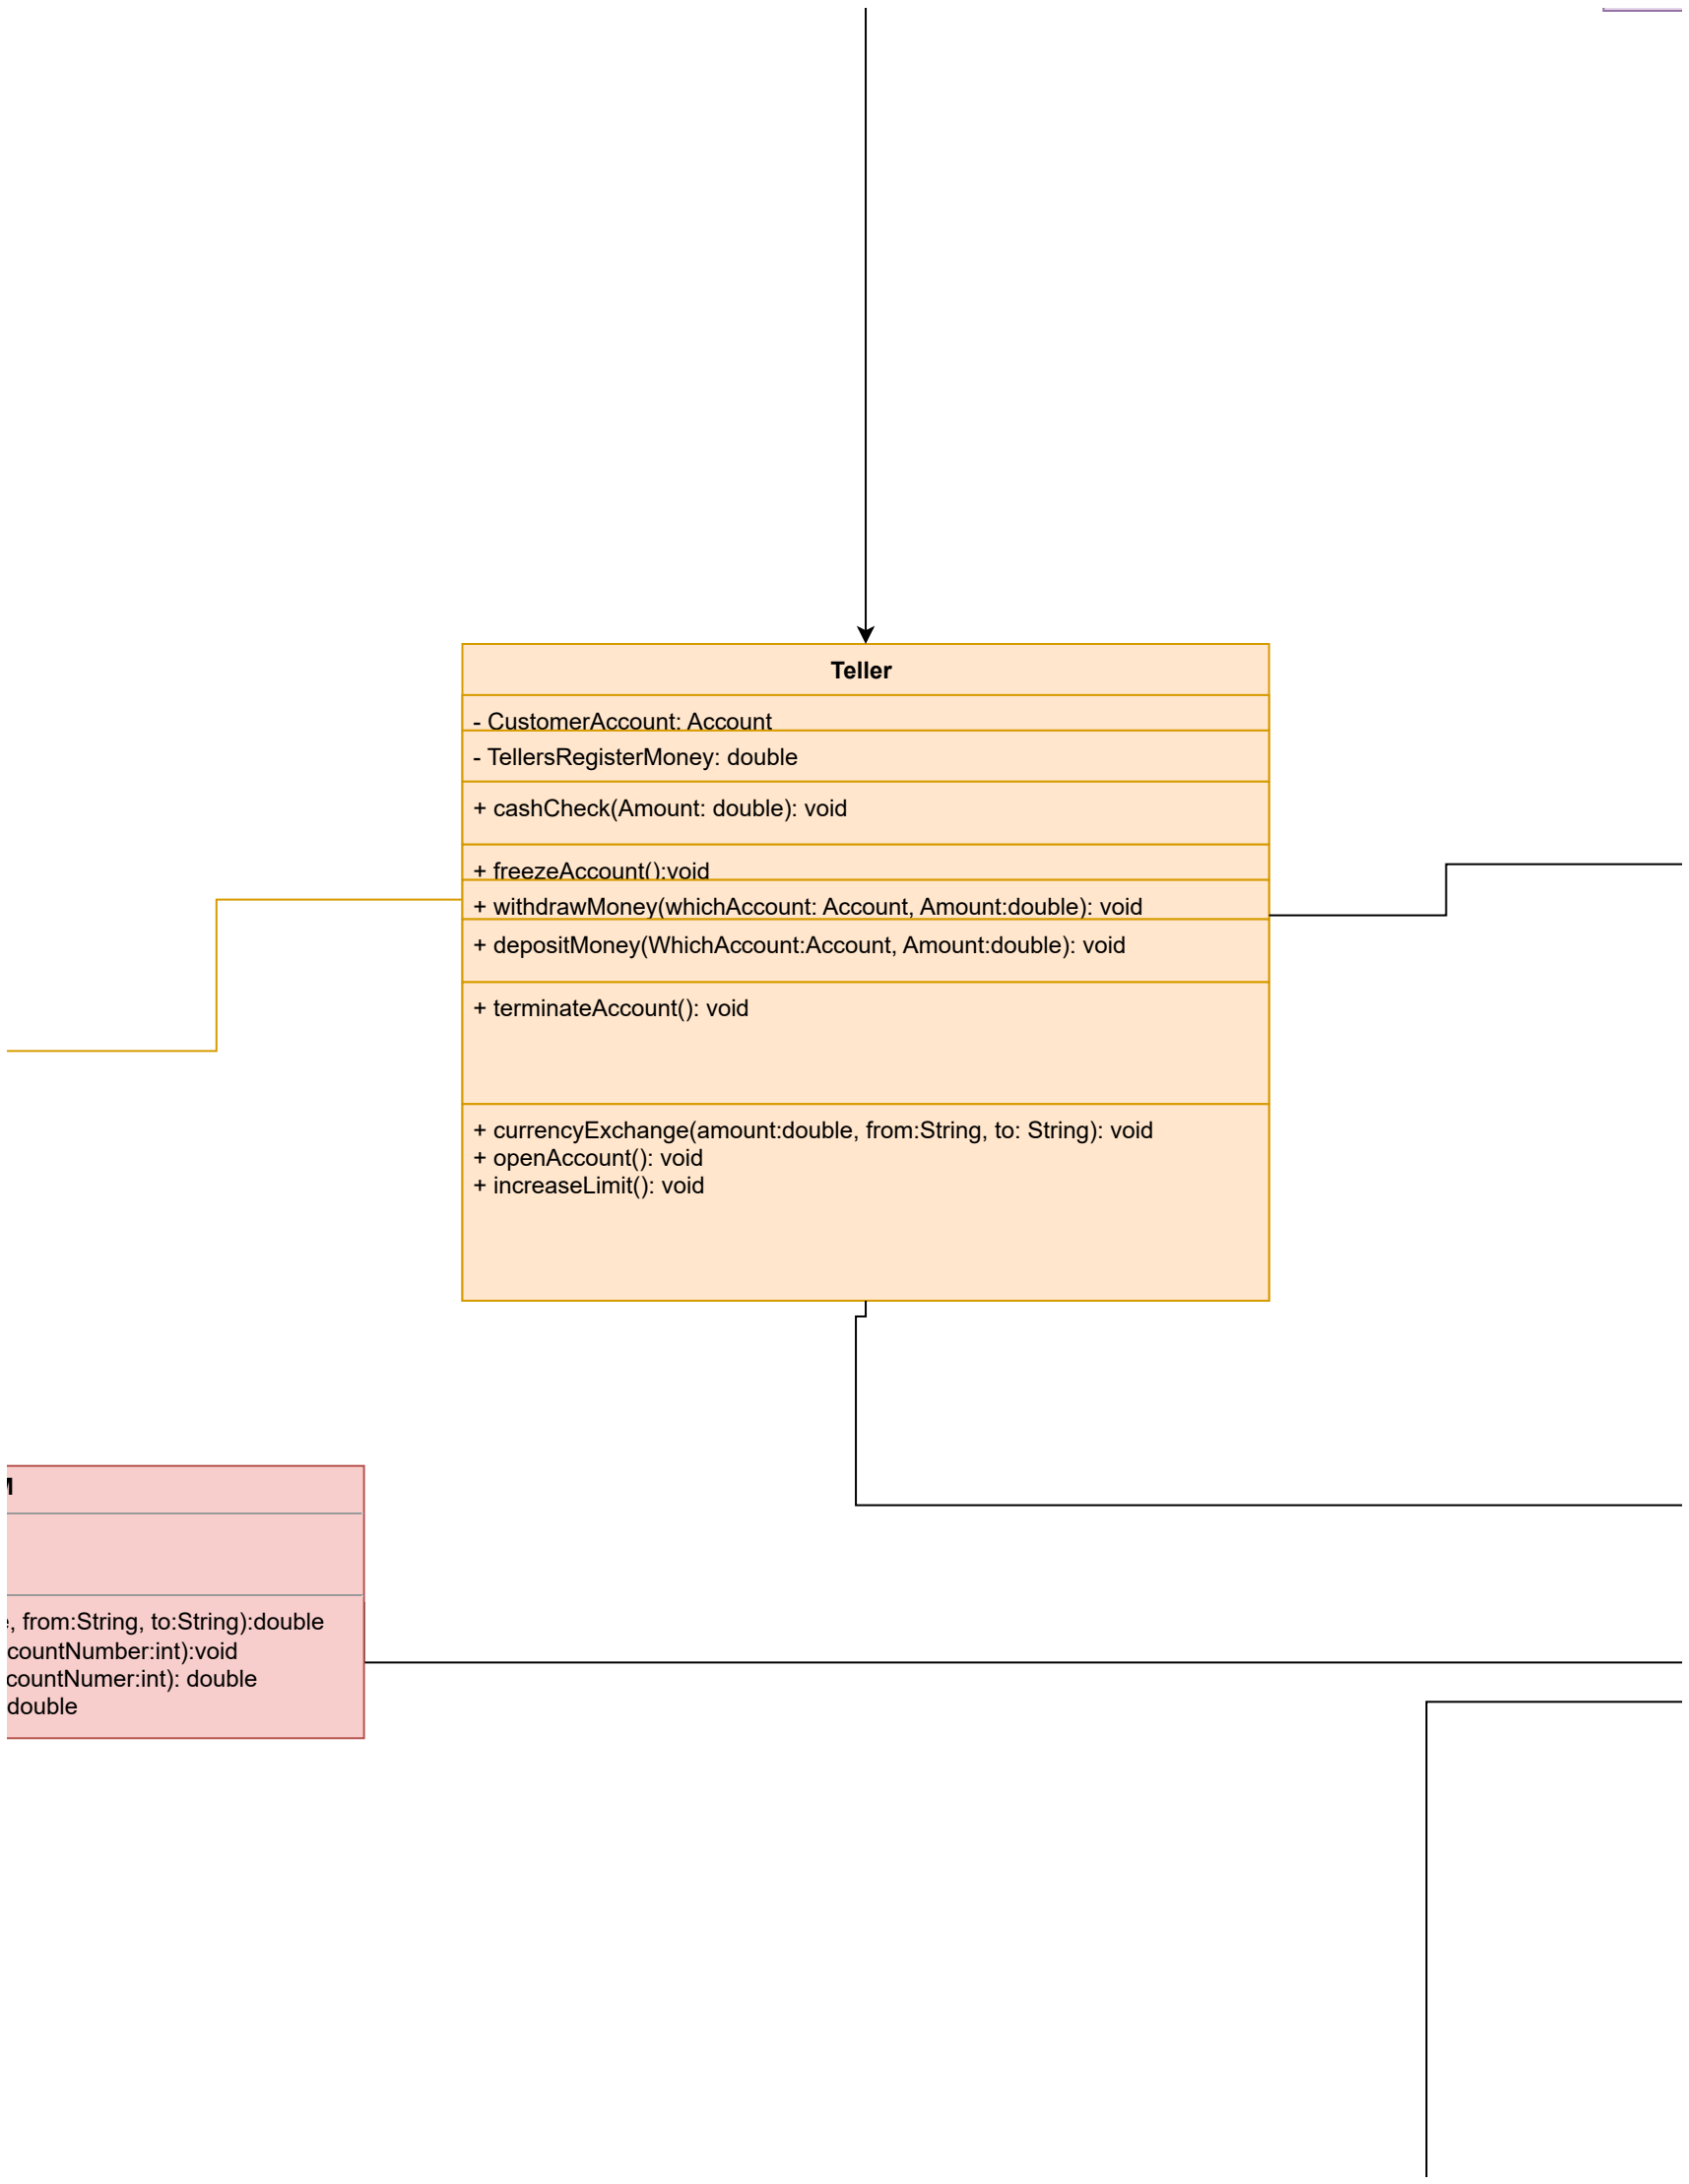 Teller
- CustomerAccount: Account
- TellersRegisterMoney: double
+ cashCheck(Amount: double): void
+ freezeAccount():void
+ withdrawMoney(whichAccount: Account, Amount:double): void
+ depositMoney(WhichAccount:Account, Amount:double): void
+ terminateAccount(): void
+ currencyExchange(amount:double, from:String, to: String): void
+ openAccount(): void
+ increaseLimit(): void
, from:String, to:String):double
countNumber:int):void
countNumer:int): double
double